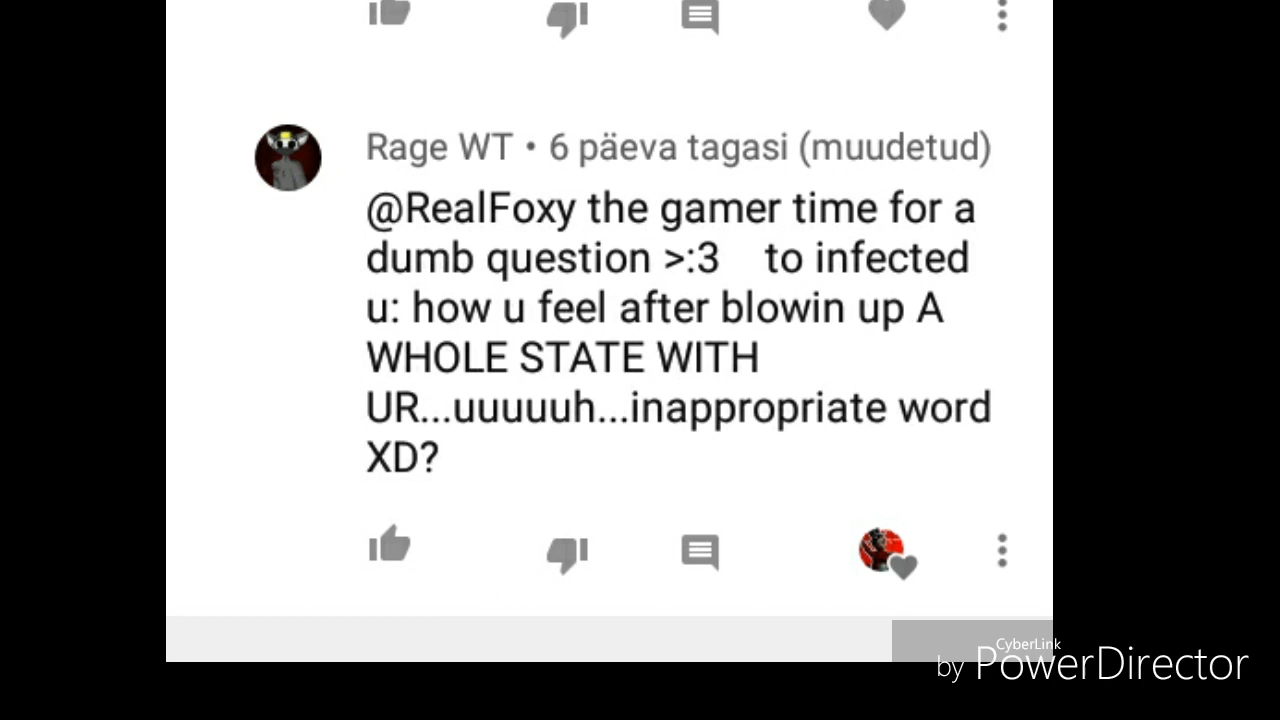 Rage WT • 6 päeva tagasi (muudetud)
@RealFoxy the gamer time for a
dumb question >:3    to infected
u: how u feel after blowin up A
WHOLE STATE WITH
UR...uuuuuh...inappropriate word
XD?
CyberLink
by PowerDirector